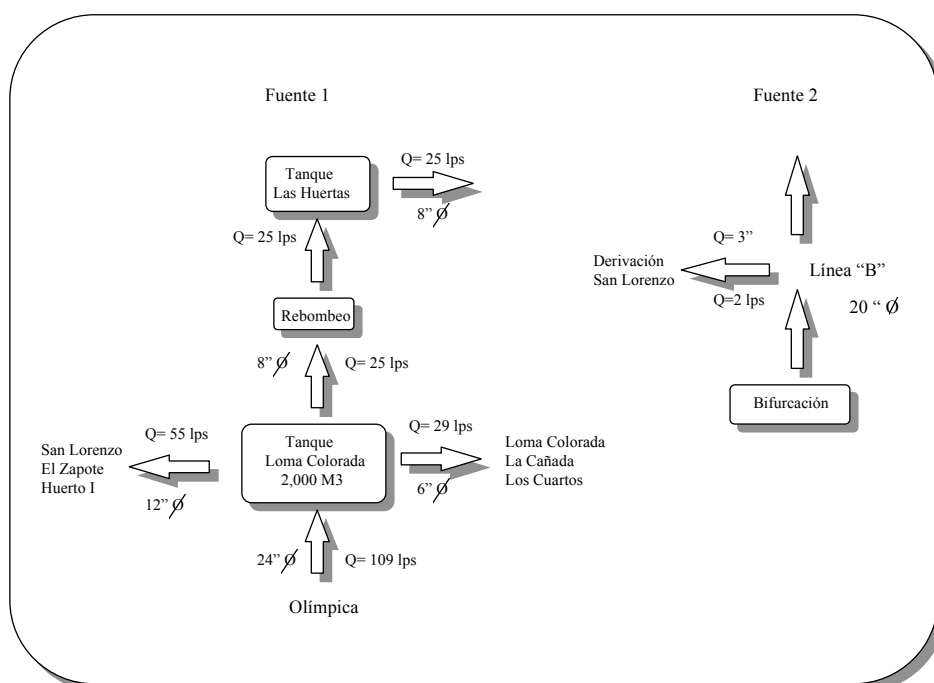 Fuente 1
Fuente 2
Q= 25 lps
Tanque
Las Huertas
8” Ø
Q= 25 lps
Q= 3”
Derivación
San Lorenzo
Línea “B”
Q=2 lps
20 “ Ø
Rebombeo
8” Ø
Q= 25 lps
Bifurcación
Q= 55 lps
San Lorenzo
El Zapote
Huerto I
12” Ø
Tanque
Loma Colorada
2,000 M3
Q= 29 lps
6”Ø
Loma Colorada
La Cañada
Los Cuartos
24” Ø
Q= 109 lps
Olímpica